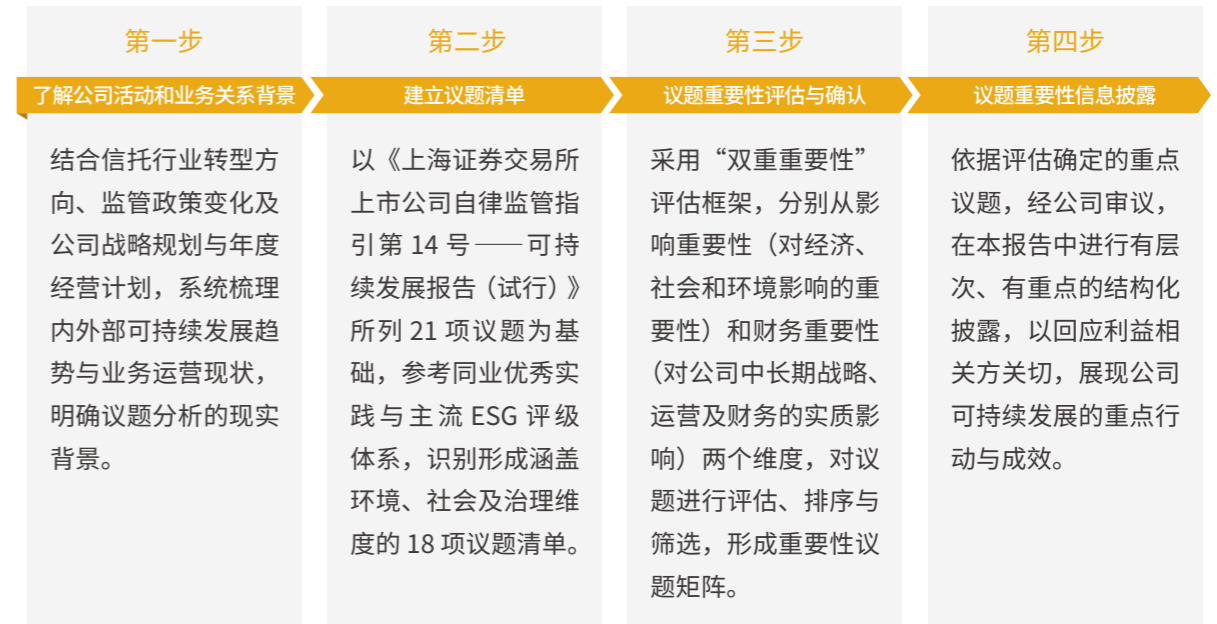 第一步
了解公司活动和业务关系背景
结合信托行业转型方
向、监管政策变化及
公司战略规划与年度
经营计划，系统梳理
内外部可持续发展趋
势与业务运营现状，
明确议题分析的现实
背景。
第二步
建立议题清单
以《上海证券交易所
上市公司自律监管指
引第 14 号——可持
续发展报告（试行）》
所列 21 项议题为基
础，参考同业优秀实
践与主流 ESG 评级
体系，识别形成涵盖
环境、社会及治理维
度的 18 项议题清单。
第三步
议题重要性评估与确认
采用“双重重要性”
评估框架，分别从影
响重要性（对经济、
社会和环境影响的重
要性）和财务重要性
（对公司中长期战略、
运营及财务的实质影
响）两个维度，对议
题进行评估、排序与
筛选，形成重要性议
题矩阵。
第四步
议题重要性信息披露
依据评估确定的重点
议题，经公司审议，
在本报告中进行有层
次、有重点的结构化
披露，以回应利益相
关方关切，展现公司
可持续发展的重点行
动与成效。